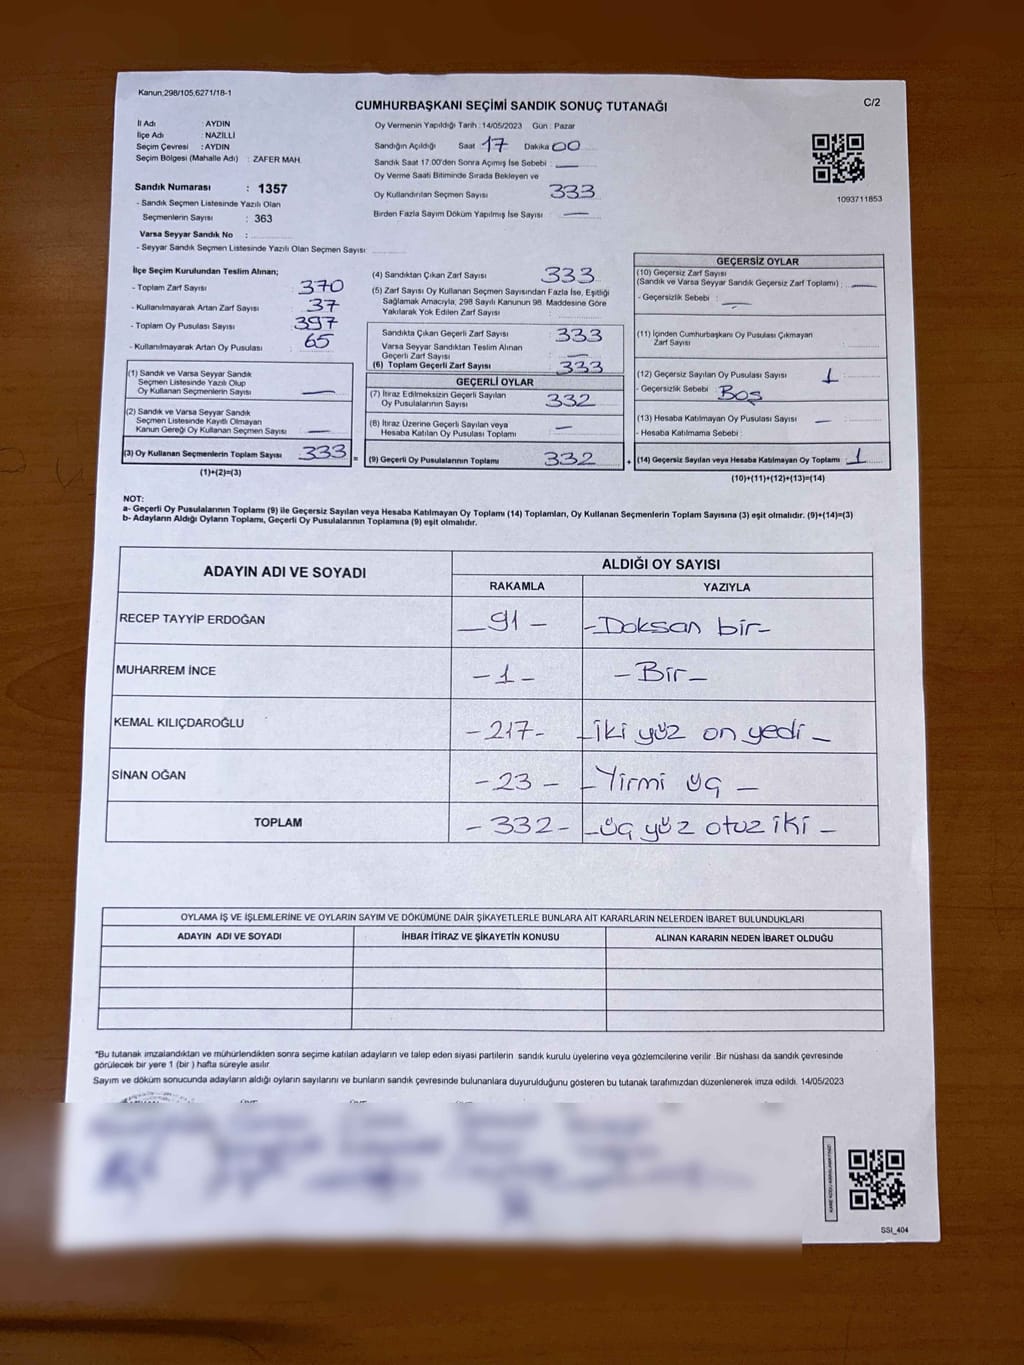 Kanun,298/105,6271/18-1
CUMHURBAŞKANI SEÇİMİ SANDIK SONUÇ TUTANAĞI
C/2
İl Adı : AYDIN
İlçe Adı : NAZİLLİ
Seçim Çevresi : AYDIN
Seçim Bölgesi (Mahalle Adı) : ZAFER MAH.
Sandık Numarası : 1357
- Sandık Seçmen Listesinde Yazılı Olan
Seçmenlerin Sayısı : 363
Varsa Seyyar Sandık No :
- Seyyar Sandık Seçmen Listesinde Yazılı Olan Seçmen Sayısı
Oy Vermenin Yapıldığı Tarih : 14/05/2023 Gün : Pazar
Sandığın Açıldığı Saat 17 Dakika 00
Sandık Saat 17:00'den Sonra Açımış İse Sebebi : —
Oy Verme Saati Bitiminde Sırada Bekleyen ve
Oy Kullandırılan Seçmen Sayısı 333
Birden Fazla Sayım Döküm Yapılmış İse Sayısı —
1093711853
İlçe Seçim Kurulundan Teslim Alınan;
- Toplam Zarf Sayısı 370
- Kullanılmayarak Artan Zarf Sayısı 37
- Toplam Oy Pusulası Sayısı 397
- Kullanılmayarak Artan Oy Pusulası 65
(1) Sandık ve Varsa Seyyar Sandık
Seçmen Listesinde Yazılı Olup
Oy Kullanan Seçmenlerin Sayısı —
(2) Sandık ve Varsa Seyyar Sandık
Seçmen Listesinde Kayıtlı Olmayan
Kanun Gereği Oy Kullanan Seçmen Sayısı —
(3) Oy Kullanan Seçmenlerin Toplam Sayısı 333 =
(1)+(2)=(3)
(4) Sandıktan Çıkan Zarf Sayısı 333
(5) Zarf Sayısı Oy Kullanan Seçmen Sayısından Fazla İse, Eşitliği
Sağlamak Amacıyla; 298 Sayılı Kanunun 98. Maddesine Göre
Yakılarak Yok Edilen Zarf Sayısı
Sandıkta Çıkan Geçerli Zarf Sayısı 333
Varsa Seyyar Sandıktan Teslim Alınan
Geçerli Zarf Sayısı —
(6) Toplam Geçerli Zarf Sayısı 333
GEÇERLİ OYLAR
(7) İtiraz Edilmeksizin Geçerli Sayılan
Oy Pusulalarının Sayısı 332
(8) İtiraz Üzerine Geçerli Sayılan veya
Hesaba Katılan Oy Pusulası Toplamı —
(9) Geçerli Oy Pusulalarının Toplamı 332 +
GEÇERSİZ OYLAR
(10) Geçersiz Zarf Sayısı
(Sandık ve Varsa Seyyar Sandık Geçersiz Zarf Toplamı) : —
- Geçersizlik Sebebi : —
(11) İçinden Cumhurbaşkanı Oy Pusulası Çıkmayan
Zarf Sayısı
(12) Geçersiz Sayılan Oy Pusulası Sayısı 1
- Geçersizlik Sebebi : Boş
(13) Hesaba Katılmayan Oy Pusulası Sayısı —
- Hesaba Katılmama Sebebi :
(14) Geçersiz Sayılan veya Hesaba Katılmayan Oy Toplamı 1
(10)+(11)+(12)+(13)=(14)
NOT:
a- Geçerli Oy Pusulalarının Toplamı (9) ile Geçersiz Sayılan veya Hesaba Katılmayan Oy Toplamı (14) Toplamları, Oy Kullanan Seçmenlerin Toplam Sayısına (3) eşit olmalıdır. (9)+(14)=(3)
b- Adayların Aldığı Oyların Toplamı, Geçerli Oy Pusulalarının Toplamına (9) eşit olmalıdır.
ADAYIN ADI VE SOYADI
ALDIĞI OY SAYISI
RAKAMLA YAZIYLA
RECEP TAYYİP ERDOĞAN — 91 — — Doksan bir —
MUHARREM İNCE — 1 — — Bir —
KEMAL KILIÇDAROĞLU — 217 — — iki yüz on yedi —
SİNAN OĞAN — 23 — — Yirmi üç —
TOPLAM — 332 — — üç yüz otuz iki —
OYLAMA İŞ VE İŞLEMLERİNE VE OYLARIN SAYIM VE DÖKÜMÜNE DAİR ŞİKAYETLERLE BUNLARA AİT KARARLARIN NELERDEN İBARET BULUNDUKLARI
ADAYIN ADI VE SOYADI İHBAR İTİRAZ VE ŞİKAYETİN KONUSU ALINAN KARARIN NEDEN İBARET OLDUĞU
*Bu tutanak imzalandıktan ve mühürlendikten sonra seçime katılan adayların ve talep eden siyasi partilerin sandık kurulu üyelerine veya gözlemcilerine verilir. Bir nüshası da sandık çevresinde
görülecek bir yere 1 (bir) hafta süreyle asılır.
Sayım ve döküm sonucunda adayların aldığı oyların sayılarını ve bunların sandık çevresinde bulunanlara duyurulduğunu gösteren bu tutanak tarafımızdan düzenlenerek imza edildi. 14/05/2023
SSI_404